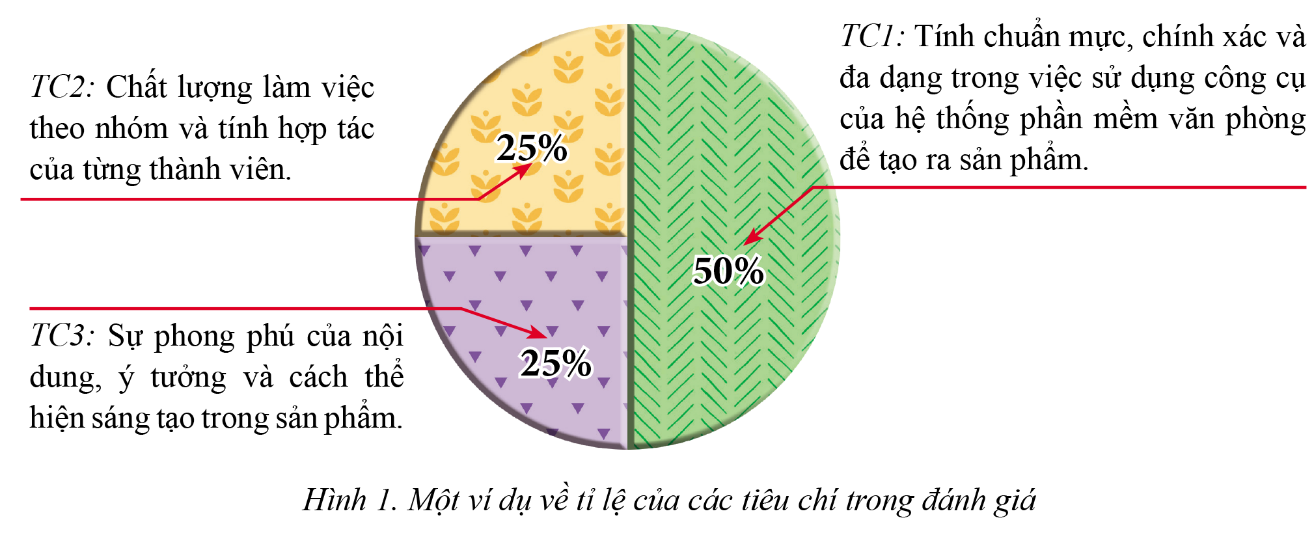 TC1: Tính chuẩn mực, chính xác và
đa dạng trong việc sử dụng công cụ
của hệ thống phần mềm văn phòng
để tạo ra sản phẩm.
TC2: Chất lượng làm việc
theo nhóm và tính hợp tác
của từng thành viên.
25%
50%
TC3: Sự phong phú của nội
dung, ý tưởng và cách thể
hiện sáng tạo trong sản phẩm.
25%
Hình 1. Một ví dụ về tỉ lệ của các tiêu chí trong đánh giá